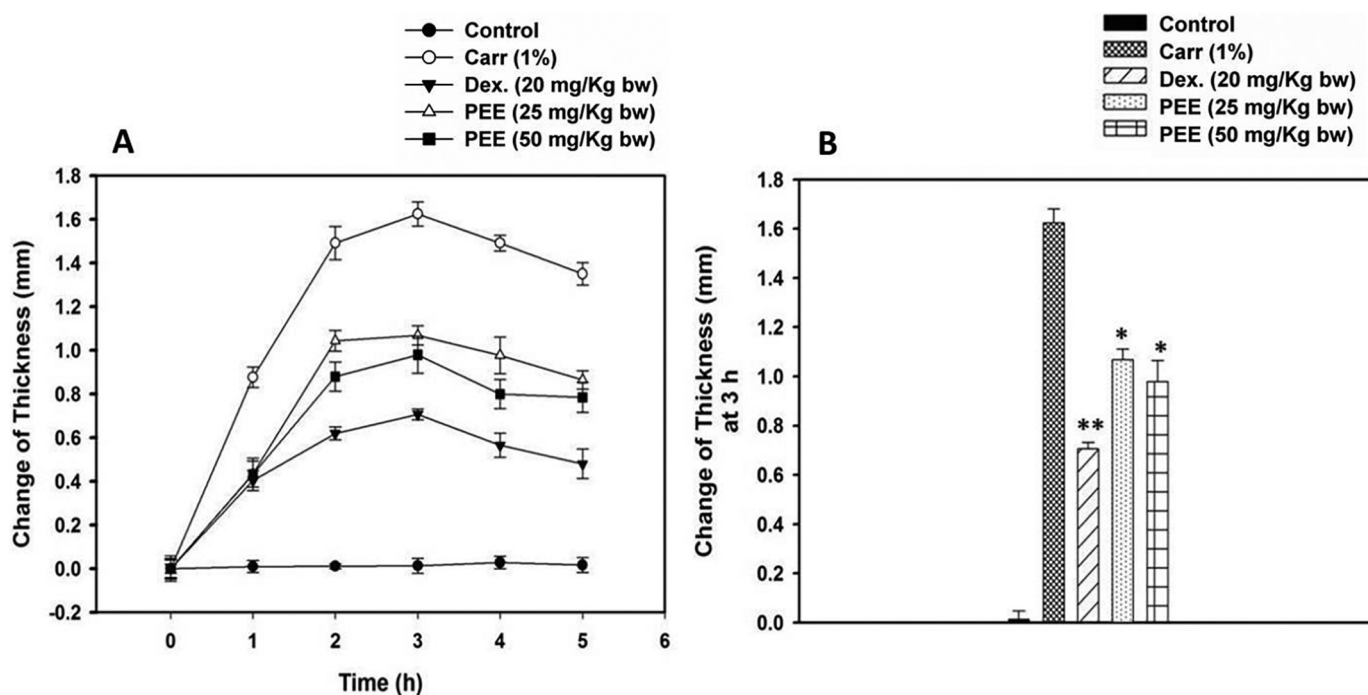 Control
Carr (1%)
Dex. (20 mg/Kg bw)
PEE (25 mg/Kg bw)
PEE (50 mg/Kg bw)
A
1.8
1.6
1.4
1.2
1.0
0.8
0.6
0.4
0.2
0.0
-0.2
Change of Thickness (mm)
0 1 2 3 4 5 6
Time (h)
Control
Carr (1%)
Dex. (20 mg/Kg bw)
PEE (25 mg/Kg bw)
PEE (50 mg/Kg bw)
B
1.8
1.6
1.4
1.2
1.0
0.8
0.6
0.4
0.2
0.0
Change of Thickness (mm)
at 3 h
**
*
*